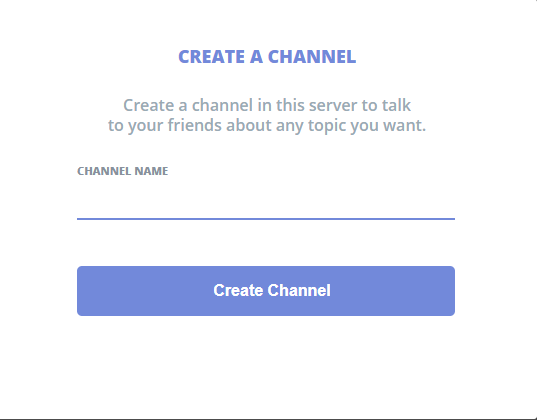 CREATE A CHANNEL
Create a channel in this server to talk
to your friends about any topic you want.
CHANNEL NAME
Create Channel